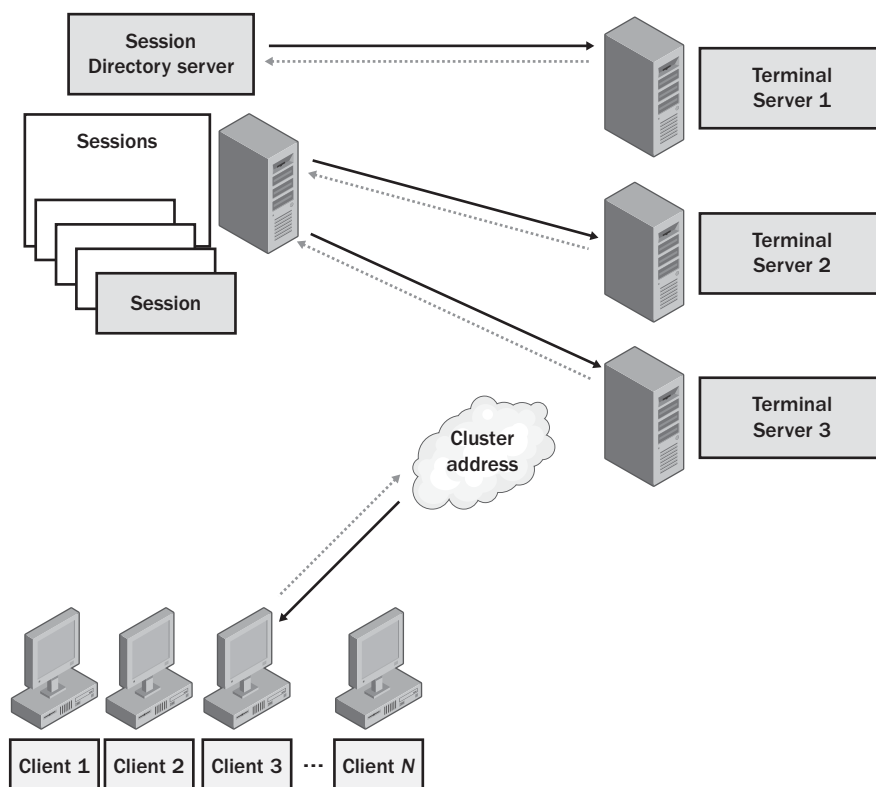 Session
Directory server
Terminal
Server 1
Sessions
Terminal
Server 2
Session
Terminal
Server 3
Cluster
address
Client 1
Client 2
Client 3
...
Client N